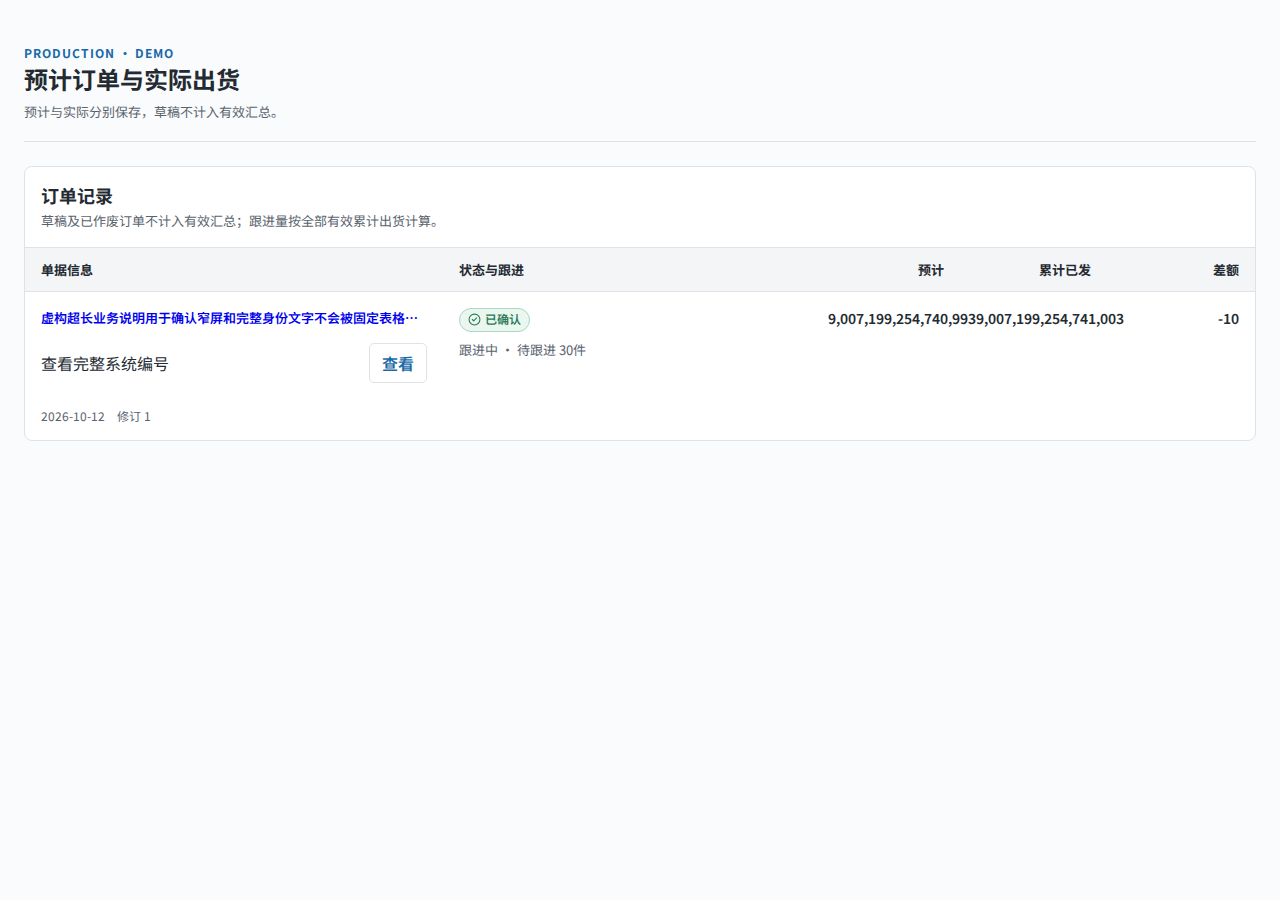 PRODUCTION · DEMO
预计订单与实际出货
预计与实际分别保存，草稿不计入有效汇总。
订单记录
草稿及已作废订单不计入有效汇总；跟进量按全部有效累计出货计算。
单据信息 状态与跟进 预计 累计已发 差额
虚构超长业务说明用于确认窄屏和完整身份文字不会被固定表格… 已确认 9,007,199,254,740,9939,007,199,254,741,003 -10
跟进中 · 待跟进 30件
查看完整系统编号 查看
2026-10-12 修订 1